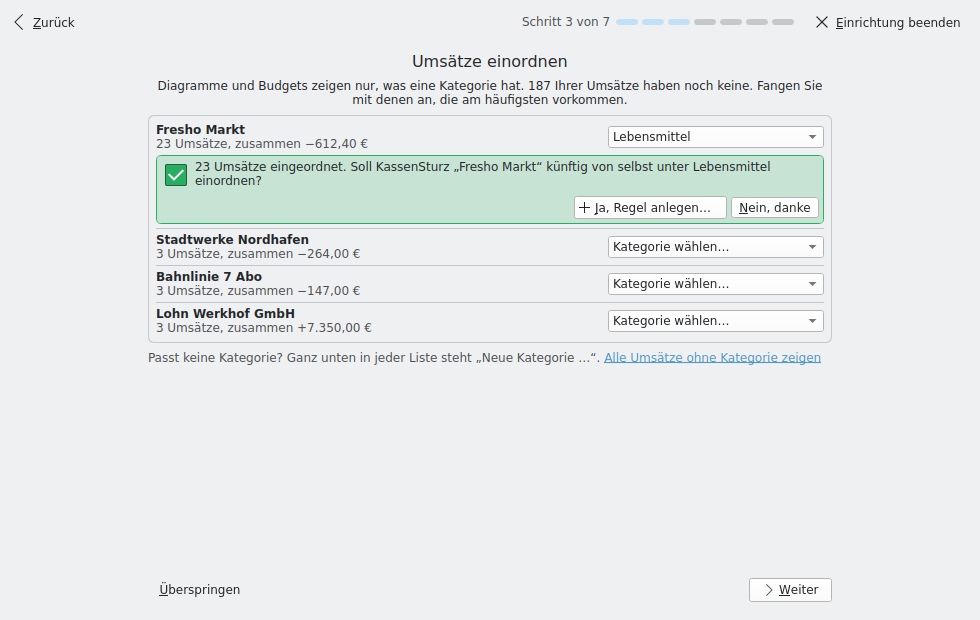 Zurück
Schritt 3 von 7
Einrichtung beenden
Umsätze einordnen
Diagramme und Budgets zeigen nur, was eine Kategorie hat. 187 Ihrer Umsätze haben noch keine. Fangen Sie
mit denen an, die am häufigsten vorkommen.
Fresho Markt
23 Umsätze, zusammen −612,40 €
Lebensmittel
23 Umsätze eingeordnet. Soll KassenSturz „Fresho Markt“ künftig von selbst unter Lebensmittel
einordnen?
Ja, Regel anlegen…
Nein, danke
Stadtwerke Nordhafen
3 Umsätze, zusammen −264,00 €
Kategorie wählen…
Bahnlinie 7 Abo
3 Umsätze, zusammen −147,00 €
Kategorie wählen…
Lohn Werkhof GmbH
3 Umsätze, zusammen +7.350,00 €
Kategorie wählen…
Passt keine Kategorie? Ganz unten in jeder Liste steht „Neue Kategorie …“. Alle Umsätze ohne Kategorie zeigen
Überspringen
Weiter